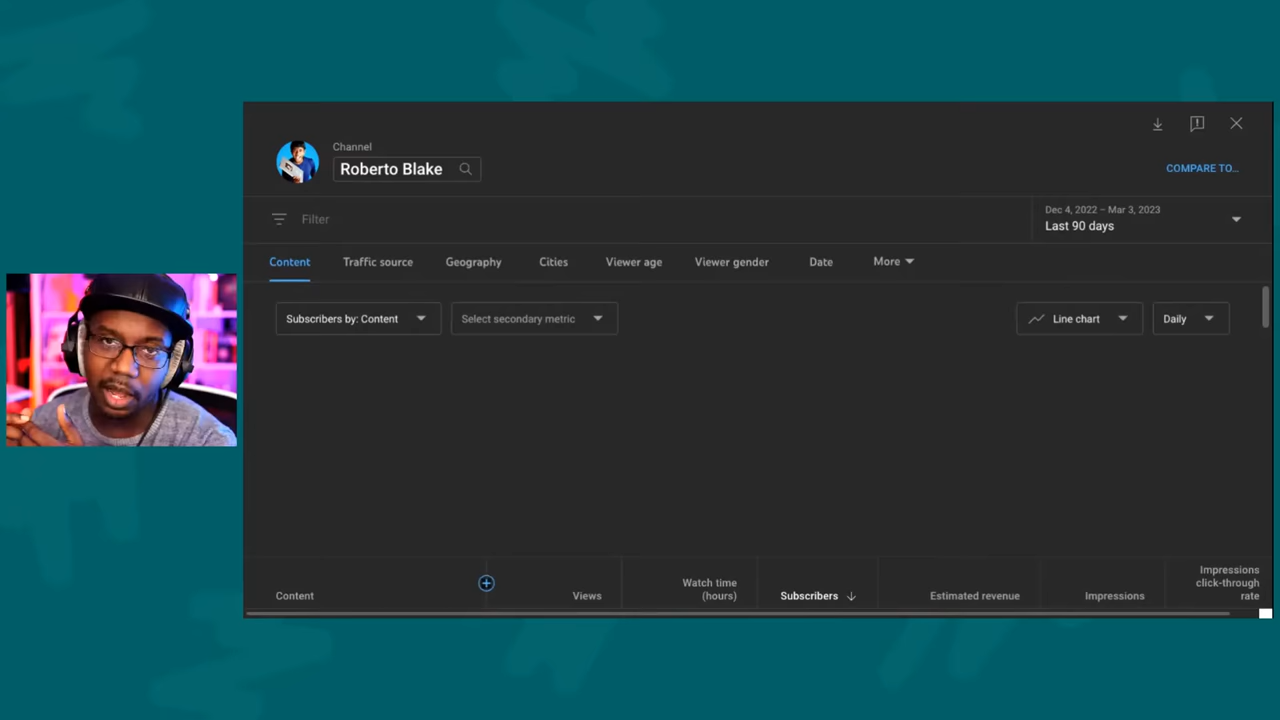 Channel
Roberto Blake
COMPARE TO...
Filter
Dec 4, 2022 – Mar 3, 2023
Last 90 days
Content
Traffic source
Geography
Cities
Viewer age
Viewer gender
Date
More
Subscribers by: Content
Select secondary metric
Line chart
Daily
Content
Views
Watch time
(hours)
Subscribers
Estimated revenue
Impressions
Impressions
click-through
rate